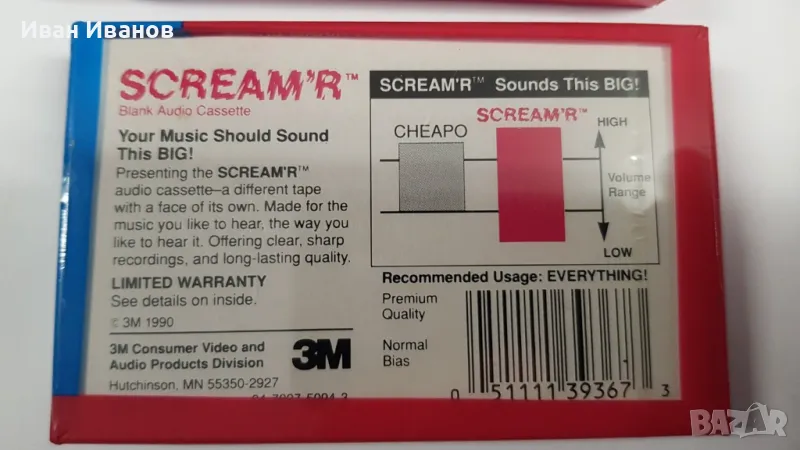 Иван Иванов
SCREAM'R™
Blank Audio Cassette
Your Music Should Sound
This BIG!
Presenting the SCREAM'R™
audio cassette—a different tape
with a face of its own. Made for the
music you like to hear, the way you
like to hear it. Offering clear, sharp
recordings, and long-lasting quality.
LIMITED WARRANTY
See details on inside.
© 3M 1990
3M Consumer Video and
Audio Products Division
Hutchinson, MN 55350-2927
3M
SCREAM'R™ Sounds This BIG!
CHEAPO
SCREAM'R™
HIGH
Volume
Range
LOW
Recommended Usage: EVERYTHING!
Premium
Quality
Normal
Bias
0 51111 39367 3
BAZAR